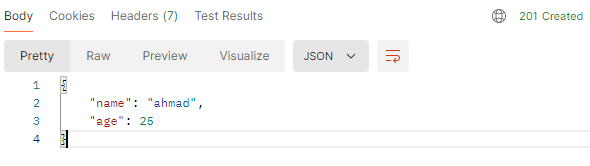 Body Cookies Headers (7) Test Results 201 Created
Pretty Raw Preview Visualize JSON
1 {
2 "name": "ahmad",
3 "age": 25
4 }